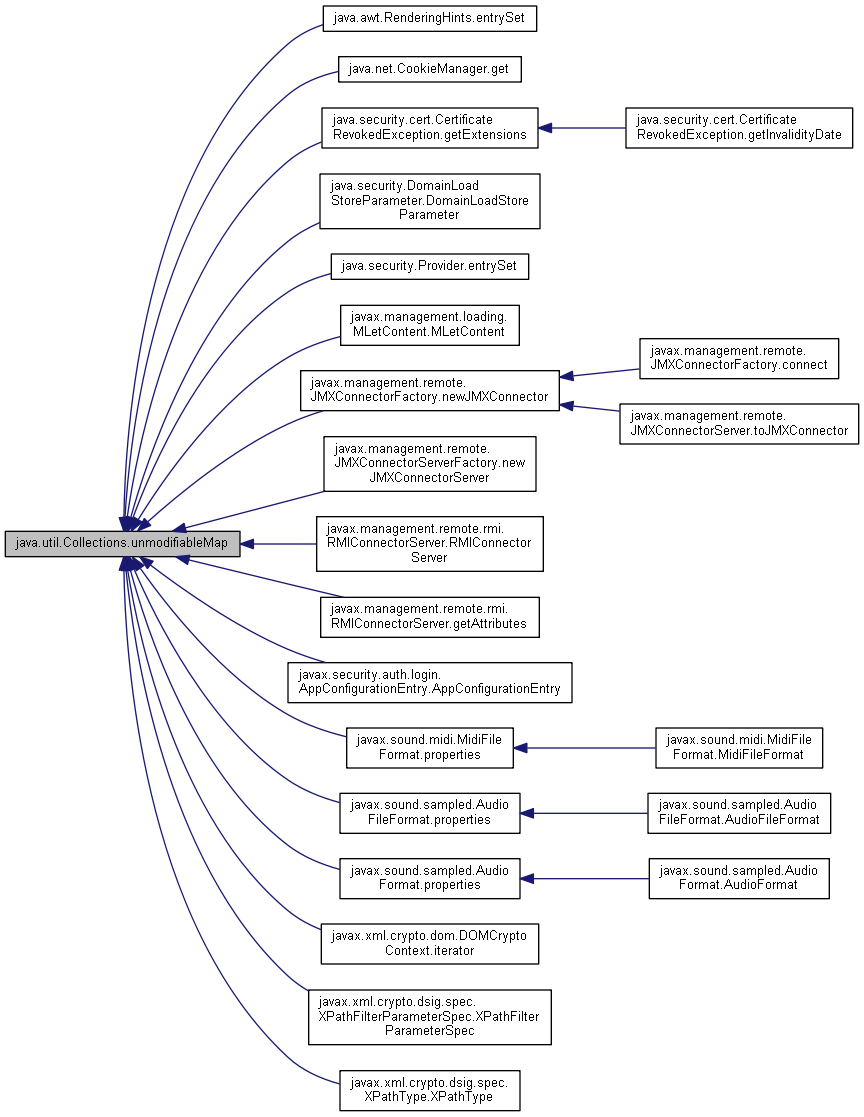 java.awt.RenderingHints.entrySet
java.net.CookieManager.get
java.security.cert.Certificate
RevokedException.getExtensions
java.security.cert.Certificate
RevokedException.getInvalidityDate
java.security.DomainLoad
StoreParameter.DomainLoadStore
Parameter
java.security.Provider.entrySet
javax.management.loading.
MLetContent.MLetContent
javax.management.remote.
JMXConnectorFactory.newJMXConnector
javax.management.remote.
JMXConnectorFactory.connect
javax.management.remote.
JMXConnectorServer.toJMXConnector
javax.management.remote.
JMXConnectorServerFactory.new
JMXConnectorServer
java.util.Collections.unmodifiableMap
javax.management.remote.rmi.
RMIConnectorServer.RMIConnector
Server
javax.management.remote.rmi.
RMIConnectorServer.getAttributes
javax.security.auth.login.
AppConfigurationEntry.AppConfigurationEntry
javax.sound.midi.MidiFile
Format.properties
javax.sound.midi.MidiFile
Format.MidiFileFormat
javax.sound.sampled.Audio
FileFormat.properties
javax.sound.sampled.Audio
FileFormat.AudioFileFormat
javax.sound.sampled.Audio
Format.properties
javax.sound.sampled.Audio
Format.AudioFormat
javax.xml.crypto.dom.DOMCrypto
Context.iterator
javax.xml.crypto.dsig.spec.
XPathFilterParameterSpec.XPathFilter
ParameterSpec
javax.xml.crypto.dsig.spec.
XPathType.XPathType